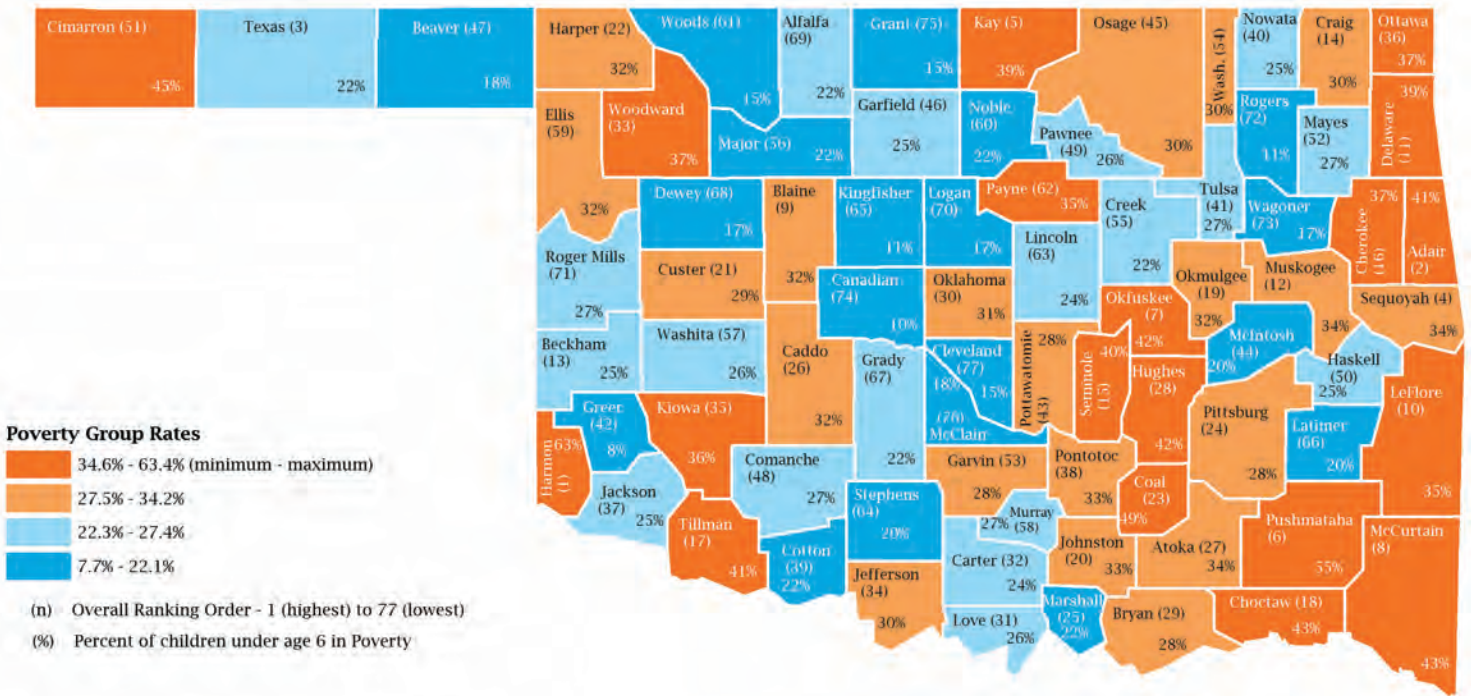 Cimarron (51)
45%
Texas (3)
22%
Beaver (47)
18%
Harper (22)
32%
Woods (61)
15%
Alfalfa
(69)
22%
Grant (75)
15%
Kay (5)
39%
Osage (45)
30%
Wash. (54)
30%
Nowata
(40)
25%
Craig
(14)
30%
Ottawa
(36)
37%
Ellis
(59)
32%
Woodward
(33)
37%
Major (56)
22%
Garfield (46)
25%
Noble
(60)
22%
Pawnee
(49)
26%
Rogers
(72)
11%
Mayes
(52)
27%
Delaware
(11)
39%
Dewey (68)
17%
Blaine
(9)
32%
Kingfisher
(65)
11%
Logan
(70)
17%
Payne (62)
35%
Creek
(55)
22%
Tulsa
(41)
27%
Wagoner
(73)
17%
Cherokee
(16)
37%
41%
Adair
(2)
Roger Mills
(71)
27%
Custer (21)
29%
Canadian
(74)
10%
Oklahoma
(30)
31%
Lincoln
(63)
24%
Okmulgee
(19)
32%
Muskogee
(12)
34%
Sequoyah (4)
34%
Okfuskee
(7)
42%
Beckham
(13)
25%
Washita (57)
26%
Caddo
(26)
32%
Grady
(67)
22%
Cleveland
(77)
15%
18%
(76)
McClain
Pottawatomie
(43)
28%
Seminole
(15)
40%
Hughes
(28)
42%
McIntosh
(44)
20%
Haskell
(50)
25%
LeFlore
(10)
35%
Pittsburg
(24)
28%
Latimer
(66)
20%
Harmon
(1)
63%
Greer
(42)
8%
Kiowa (35)
36%
Comanche
(48)
27%
Garvin (53)
28%
Pontotoc
(38)
33%
Coal
(23)
49%
Jackson
(37)
25%
Tillman
(17)
41%
Cotton
(39)
22%
Stephens
(64)
20%
Murray
(58)
27%
Johnston
(20)
33%
Atoka (27)
34%
Pushmataha
(6)
55%
McCurtain
(8)
43%
Jefferson
(34)
30%
Carter (32)
24%
Love (31)
26%
Marshall
(25)
22%
Bryan (29)
28%
Choctaw (18)
43%
Poverty Group Rates
34.6% - 63.4% (minimum - maximum)
27.5% - 34.2%
22.3% - 27.4%
7.7% - 22.1%
(n) Overall Ranking Order - 1 (highest) to 77 (lowest)
(%) Percent of children under age 6 in Poverty